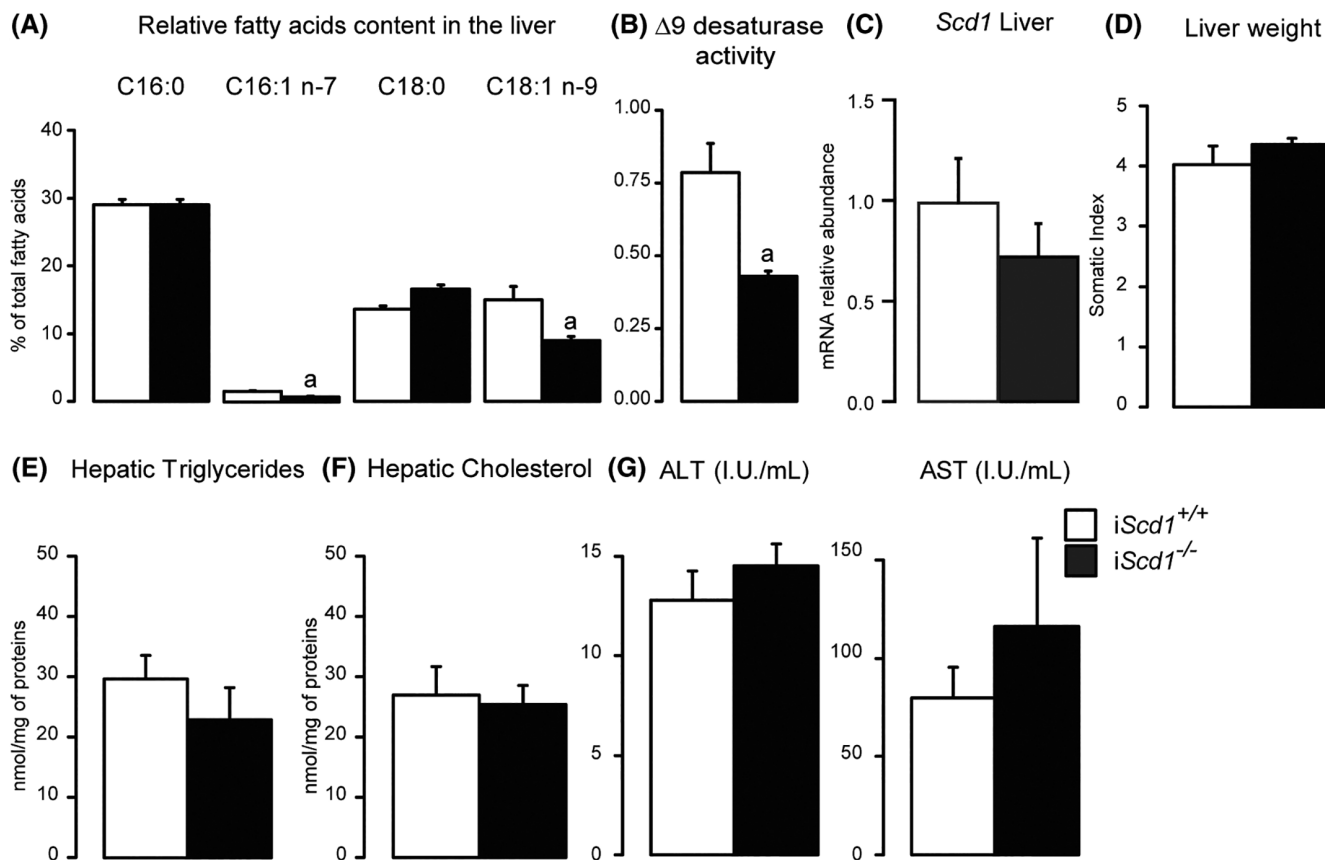 (A) Relative fatty acids content in the liver
C16:0 C16:1 n-7 C18:0 C18:1 n-9
% of total fatty acids
40
30
20
10
0
a
a
(B) Δ9 desaturase
activity
1.00
0.75
0.50
0.25
0.00
a
(C) Scd1 Liver
mRNA relative abundance
1.5
1.0
0.5
0.0
(D) Liver weight
Somatic Index
5
4
3
2
1
0
(E) Hepatic Triglycerides
nmol/mg of proteins
50
40
30
20
10
0
(F) Hepatic Cholesterol
nmol/mg of proteins
50
40
30
20
10
0
(G) ALT (I.U./mL)
15
10
5
0
AST (I.U./mL)
150
100
50
0
iScd1+/+
iScd1-/-